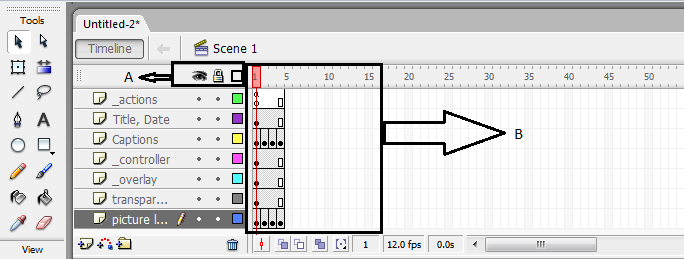 Tools
Untitled-2*
Timeline
Scene 1
A
1 5 10 15 20 25 30 35 40 45 50
_actions
Title, Date
Captions
B
_controller
_overlay
transpar...
picture l...
View
1 12.0 fps 0.0s